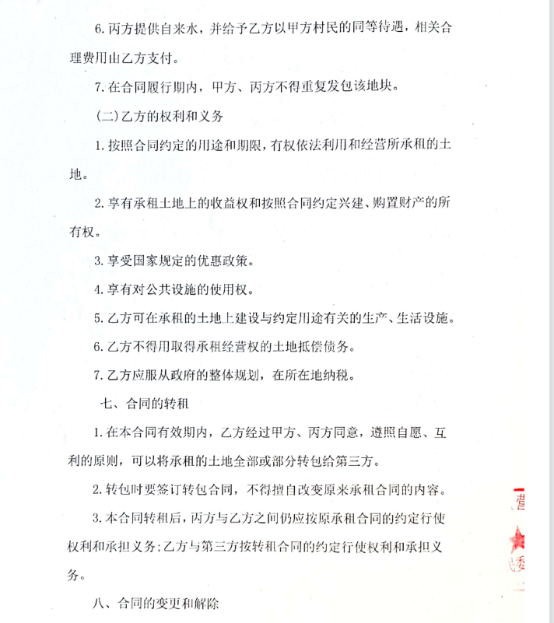 6.丙方提供自来水，并给予乙方以甲方村民的同等待遇，相关合
理费用由乙方支付。
7.在合同履行期内，甲方、丙方不得重复发包该地块。
(二)乙方的权利和义务
1.按照合同约定的用途和期限,有权依法利用和经营所承租的土
地。
2.享有承租土地上的收益权和按照合同约定兴建、购置财产的所
有权。
3.享受国家规定的优惠政策。
4.享有对公共设施的使用权。
5.乙方可在承租的土地上建设与约定用途有关的生产、生活设施。
6.乙方不得用取得承租经营权的土地抵偿债务。
7.乙方应服从政府的整体规划，在所在地纳税。
七、合同的转租
1.在本合同有效期内，乙方经过甲方、丙方同意，遵照自愿、互
利的原则，可以将承租的土地全部或部分转包给第三方。
2.转包时要签订转包合同，不得擅自改变原来承租合同的内容。
3.本合同转租后，丙方与乙方之间仍应按原承租合同的约定行使
权利和承担义务;乙方与第三方按转租合同的约定行使权利和承担义
务。
八、合同的变更和解除
营
委